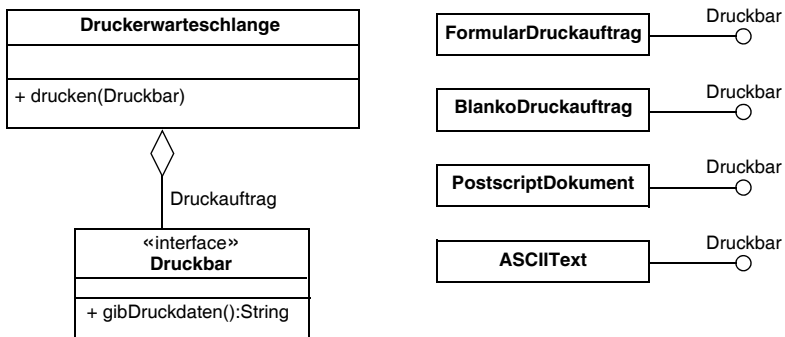 Druckerwarteschlange
+ drucken(Druckbar)
Druckauftrag
«interface»
Druckbar
+ gibDruckdaten():String
Druckbar
FormularDruckauftrag
Druckbar
BlankoDruckauftrag
Druckbar
PostscriptDokument
Druckbar
ASCIIText